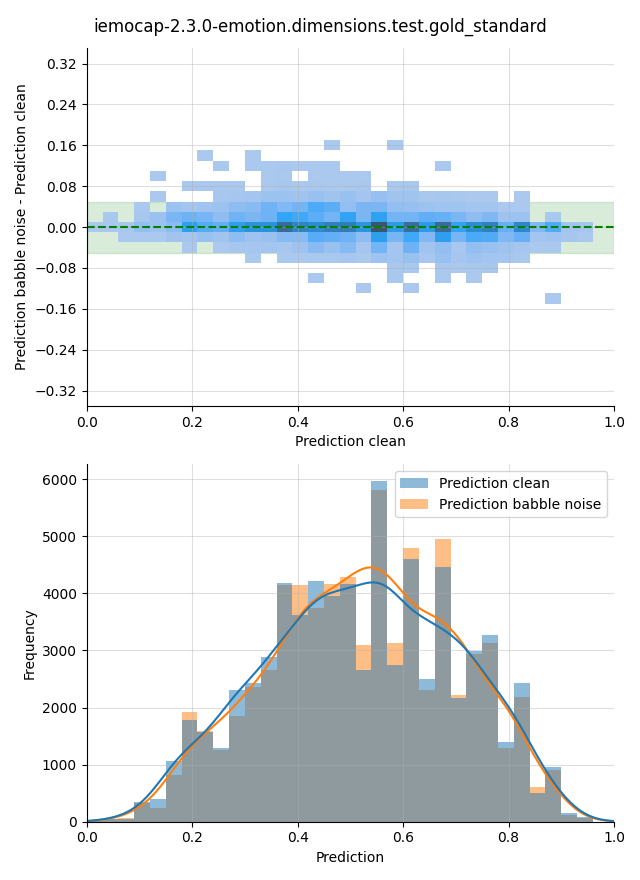 iemocap-2.3.0-emotion.dimensions.test.gold_standard
Prediction babble noise - Prediction clean
0.32
0.24
0.16
0.08
0.00
−0.08
−0.16
−0.24
−0.32
0.0 0.2 0.4 0.6 0.8 1.0
Prediction clean
Prediction clean
Prediction babble noise
Frequency
6000
5000
4000
3000
2000
1000
0
0.0 0.2 0.4 0.6 0.8 1.0
Prediction